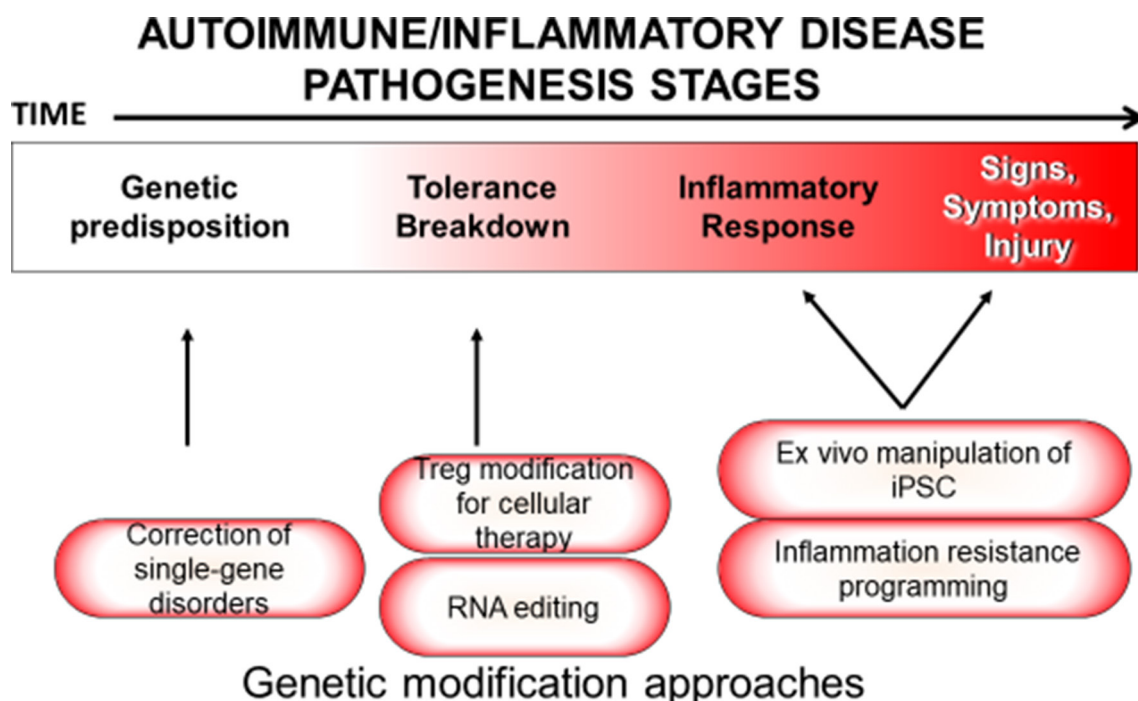 AUTOIMMUNE/INFLAMMATORY DISEASE
PATHOGENESIS STAGES
TIME
Genetic
predisposition
Tolerance
Breakdown
Inflammatory
Response
Signs,
Symptoms,
Injury
Correction of
single-gene
disorders
Treg modification
for cellular
therapy
RNA editing
Ex vivo manipulation of
iPSC
Inflammation resistance
programming
Genetic modification approaches